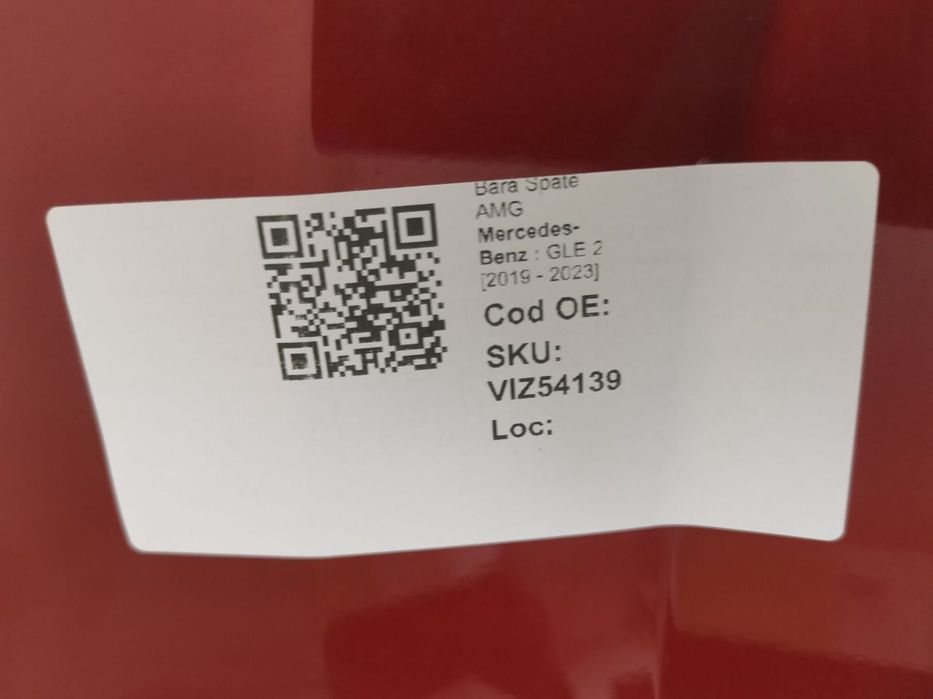 Bara Spate
AMG
Mercedes-
Benz : GLE 2
[2019 - 2023]
Cod OE:
SKU:
VIZ54139
Loc: